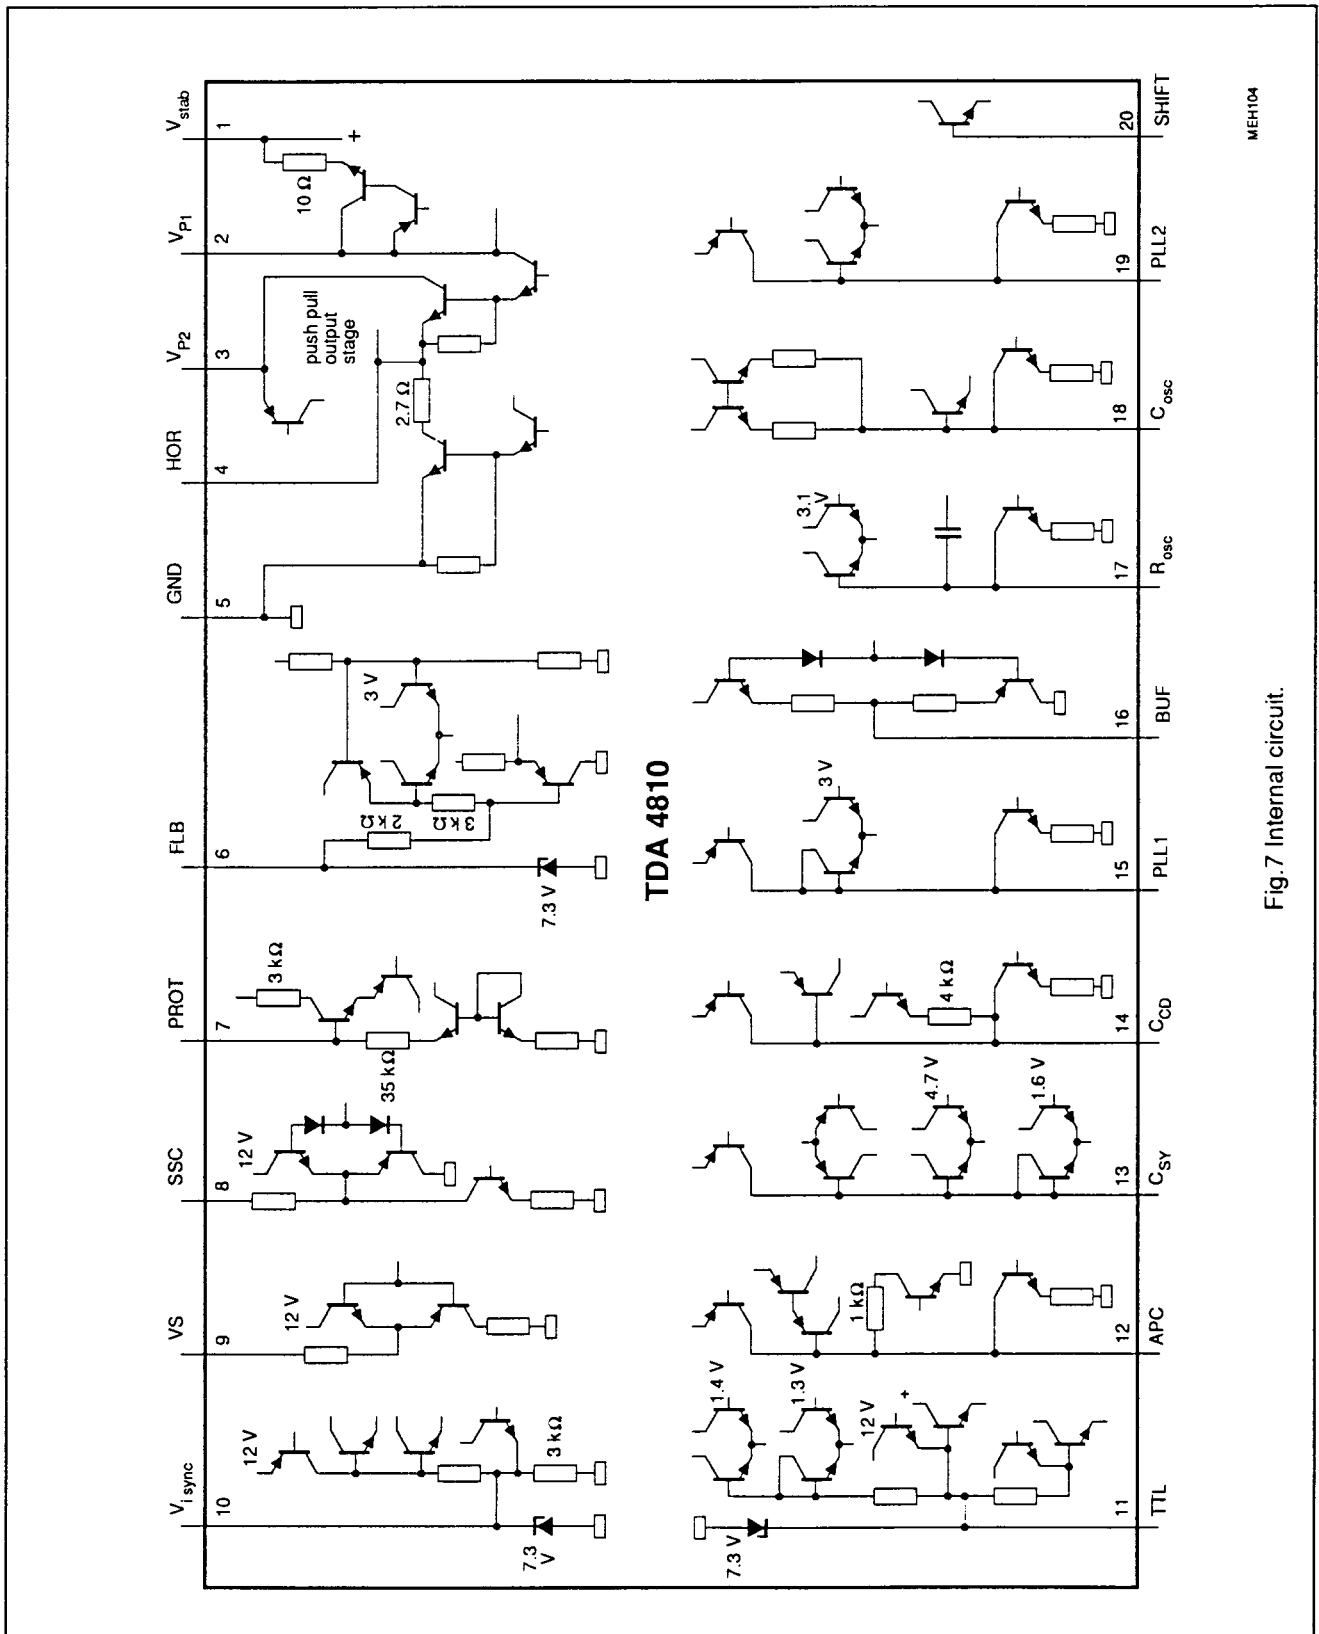 V_stab
1
+
10 Ω
V_P1
2
V_P2
3
push pull
output
stage
2.7 Ω
HOR
4
GND
5
FLB
6
2 kΩ
3 kΩ
3 V
7.3 V
PROT
7
3 kΩ
35 kΩ
SSC
8
12 V
VS
9
12 V
V_i sync
10
12 V
3 kΩ
7.3
V
TDA 4810
20
SHIFT
19
PLL2
18
C_osc
3.1
V
17
R_osc
16
BUF
3 V
15
PLL1
4 kΩ
14
C_CD
4.7 V
1.6 V
13
C_SY
1 kΩ
12
APC
1.4 V
1.3 V
12 V
+
7.3 V
11
TTL
MEH104
Fig.7 Internal circuit.